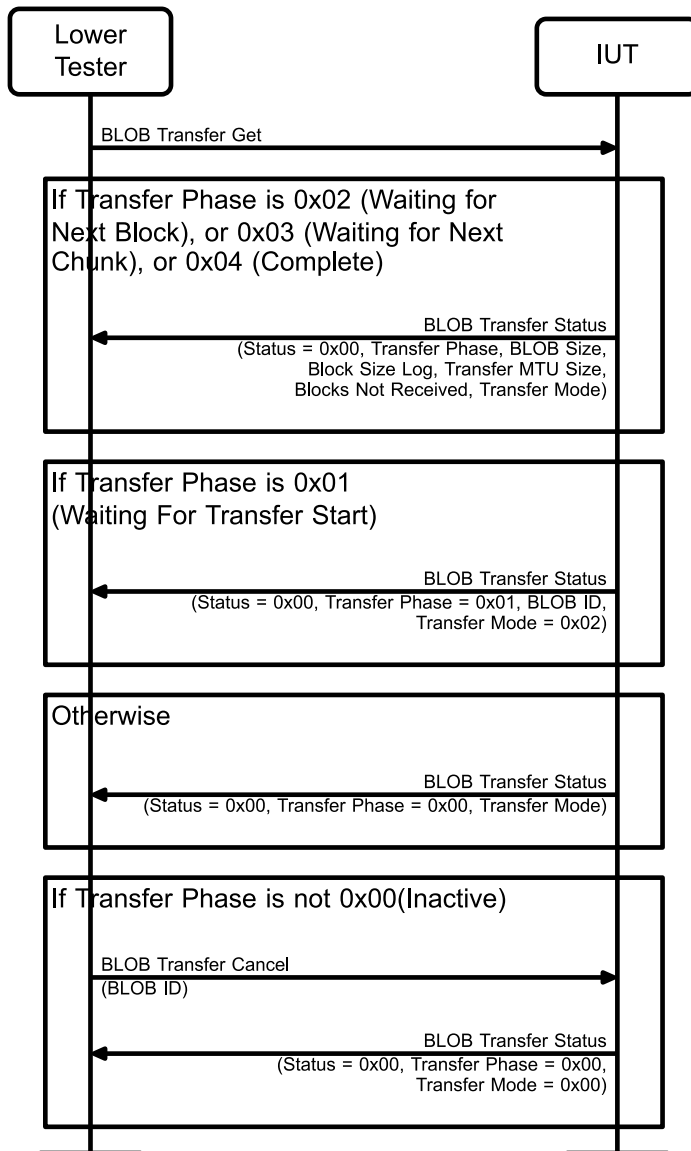 Lower
Tester
IUT
BLOB Transfer Get
If Transfer Phase is 0x02 (Waiting for
Next Block), or 0x03 (Waiting for Next
Chunk), or 0x04 (Complete)
BLOB Transfer Status
(Status = 0x00, Transfer Phase, BLOB Size,
Block Size Log, Transfer MTU Size,
Blocks Not Received, Transfer Mode)
If Transfer Phase is 0x01
(Waiting For Transfer Start)
BLOB Transfer Status
(Status = 0x00, Transfer Phase = 0x01, BLOB ID,
Transfer Mode = 0x02)
Otherwise
BLOB Transfer Status
(Status = 0x00, Transfer Phase = 0x00, Transfer Mode)
If Transfer Phase is not 0x00(Inactive)
BLOB Transfer Cancel
(BLOB ID)
BLOB Transfer Status
(Status = 0x00, Transfer Phase = 0x00,
Transfer Mode = 0x00)